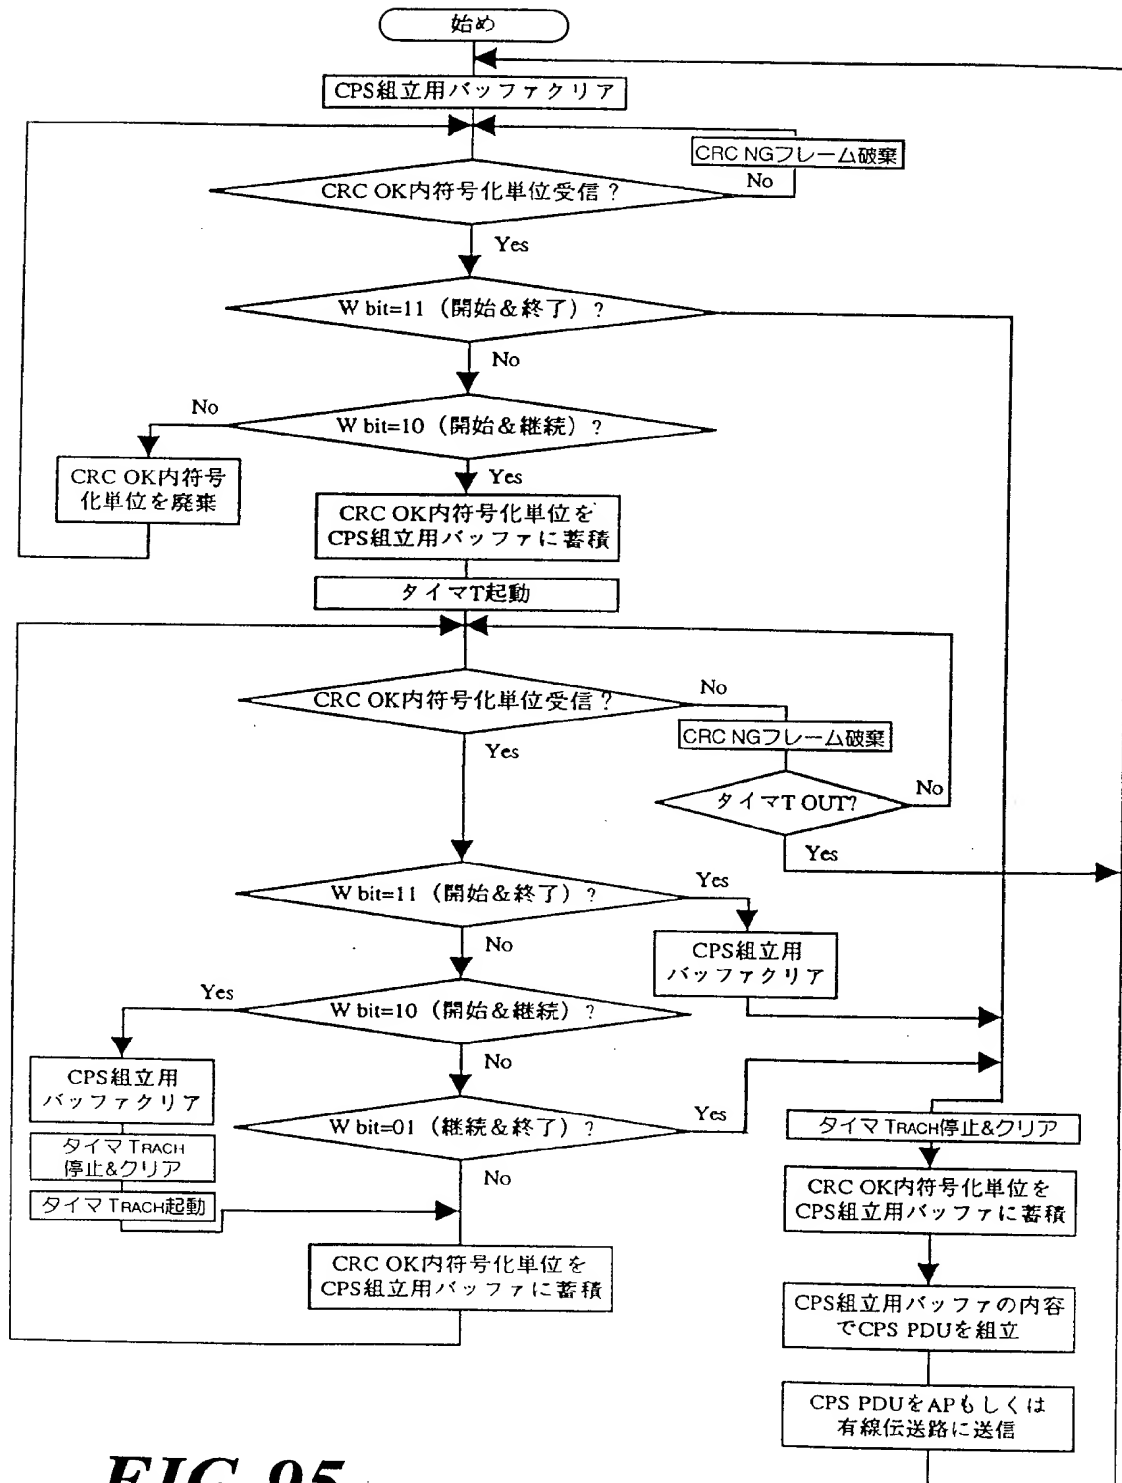 始め
CPS組立用バッファクリア
CRC NGフレーム破棄
CRC OK内符号化単位受信？
No
Yes
W bit=11（開始&終了）？
No
W bit=10（開始&継続）？
No
Yes
CRC OK内符号
化単位を廃棄
CRC OK内符号化単位を
CPS組立用バッファに蓄積
タイマT起動
CRC OK内符号化単位受信？
No
CRC NGフレーム破棄
Yes
タイマT OUT?
No
Yes
W bit=11（開始&終了）？
Yes
No
CPS組立用
バッファクリア
W bit=10（開始&継続）？
Yes
No
CPS組立用
バッファクリア
W bit=01（継続&終了）？
Yes
タイマ TRACH停止&クリア
タイマ TRACH
停止&クリア
No
タイマ TRACH起動
CRC OK内符号化単位を
CPS組立用バッファに蓄積
CRC OK内符号化単位を
CPS組立用バッファに蓄積
CPS組立用バッファの内容
でCPS PDUを組立
CPS PDUをAPもしくは
有線伝送路に送信
FIG.95